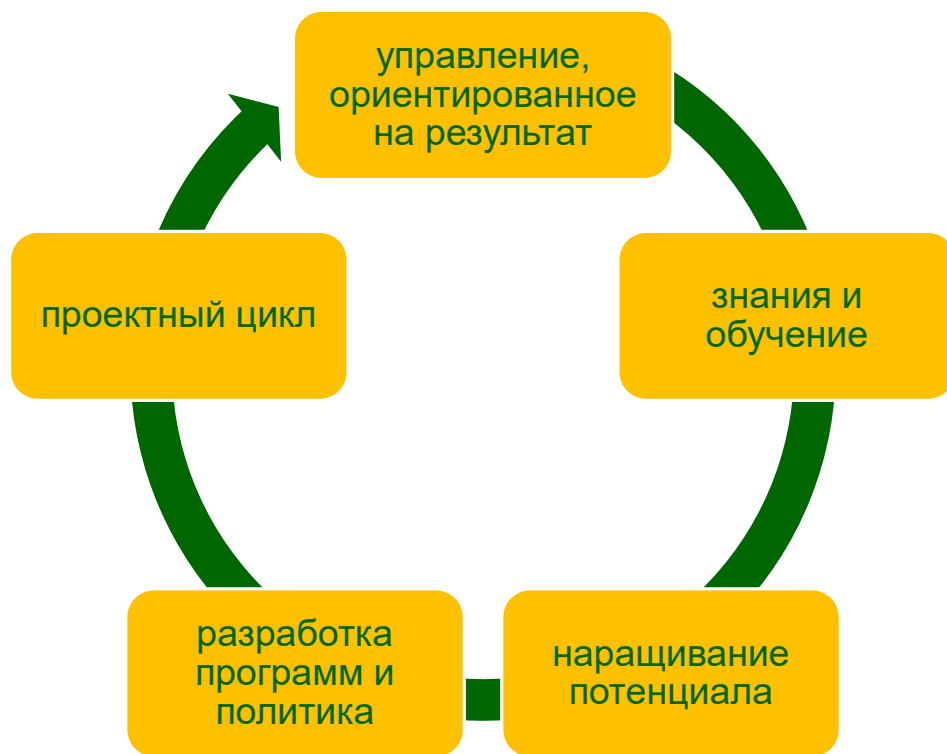 управление,
ориентированное
на результат
знания и
обучение
наращивание
потенциала
разработка
программ и
политика
проектный цикл